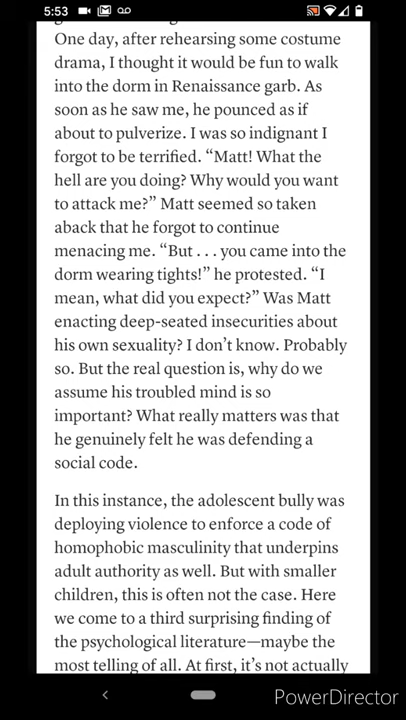 5:53
One day, after rehearsing some costume
drama, I thought it would be fun to walk
into the dorm in Renaissance garb. As
soon as he saw me, he pounced as if
about to pulverize. I was so indignant I
forgot to be terrified. “Matt! What the
hell are you doing? Why would you want
to attack me?” Matt seemed so taken
aback that he forgot to continue
menacing me. “But . . . you came into the
dorm wearing tights!” he protested. “I
mean, what did you expect?” Was Matt
enacting deep-seated insecurities about
his own sexuality? I don’t know. Probably
so. But the real question is, why do we
assume his troubled mind is so
important? What really matters was that
he genuinely felt he was defending a
social code.
In this instance, the adolescent bully was
deploying violence to enforce a code of
homophobic masculinity that underpins
adult authority as well. But with smaller
children, this is often not the case. Here
we come to a third surprising finding of
the psychological literature—maybe the
most telling of all. At first, it’s not actually
PowerDirector